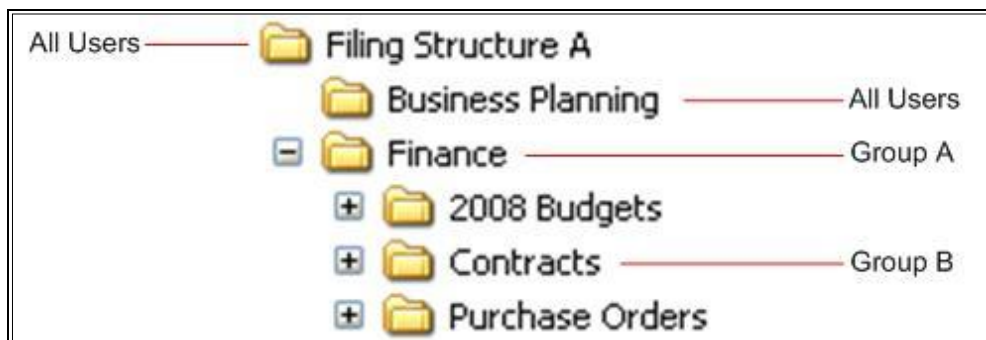 All Users Filing Structure A
Business Planning All Users
Finance Group A
2008 Budgets
Contracts Group B
Purchase Orders